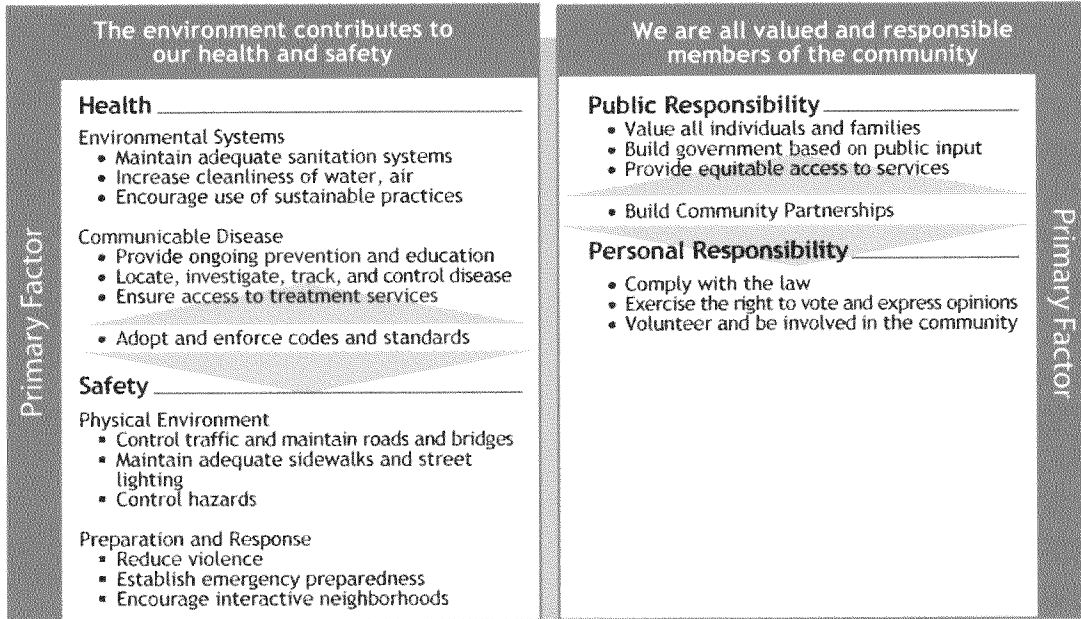 The environment contributes to
our health and safety
Primary Factor
Health
Environmental Systems
• Maintain adequate sanitation systems
• Increase cleanliness of water, air
• Encourage use of sustainable practices
Communicable Disease
• Provide ongoing prevention and education
• Locate, investigate, track, and control disease
• Ensure access to treatment services
• Adopt and enforce codes and standards
Safety
Physical Environment
▪ Control traffic and maintain roads and bridges
▪ Maintain adequate sidewalks and street
lighting
▪ Control hazards
Preparation and Response
▪ Reduce violence
▪ Establish emergency preparedness
▪ Encourage interactive neighborhoods
We are all valued and responsible
members of the community
Public Responsibility
• Value all individuals and families
• Build government based on public input
• Provide equitable access to services
• Build Community Partnerships
Personal Responsibility
• Comply with the law
• Exercise the right to vote and express opinions
• Volunteer and be involved in the community
Primary Factor